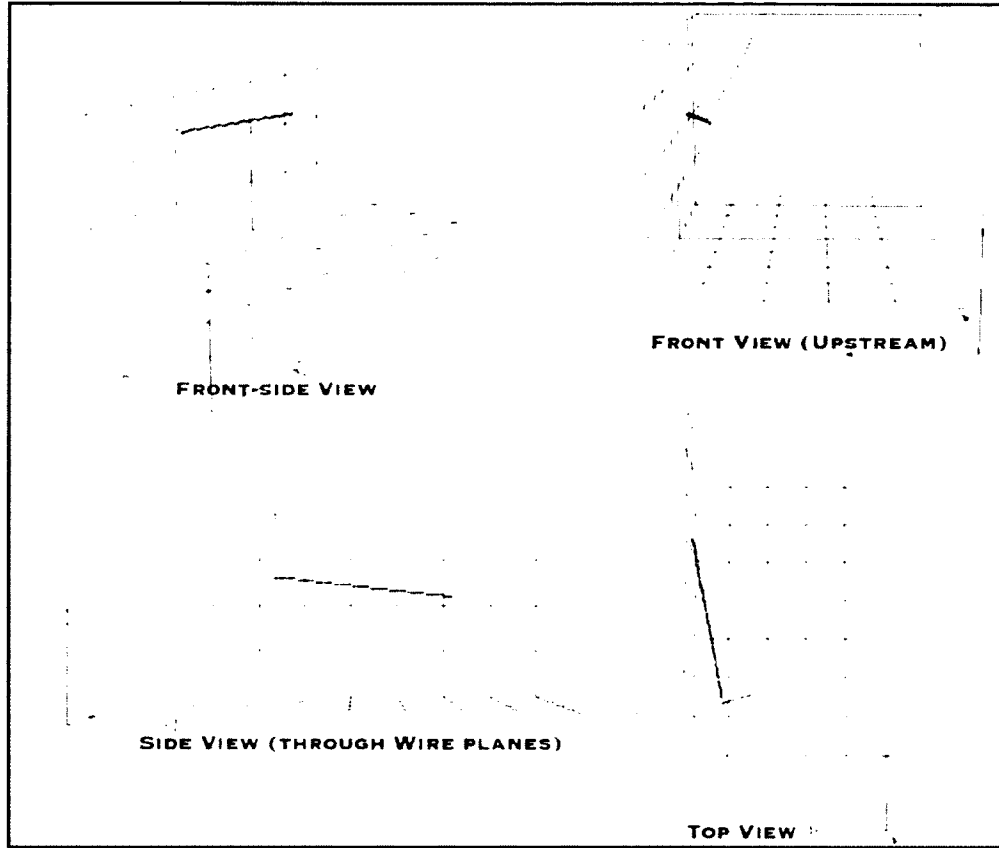 FRONT VIEW (UPSTREAM)
FRONT-SIDE VIEW
SIDE VIEW (THROUGH WIRE PLANES)
TOP VIEW